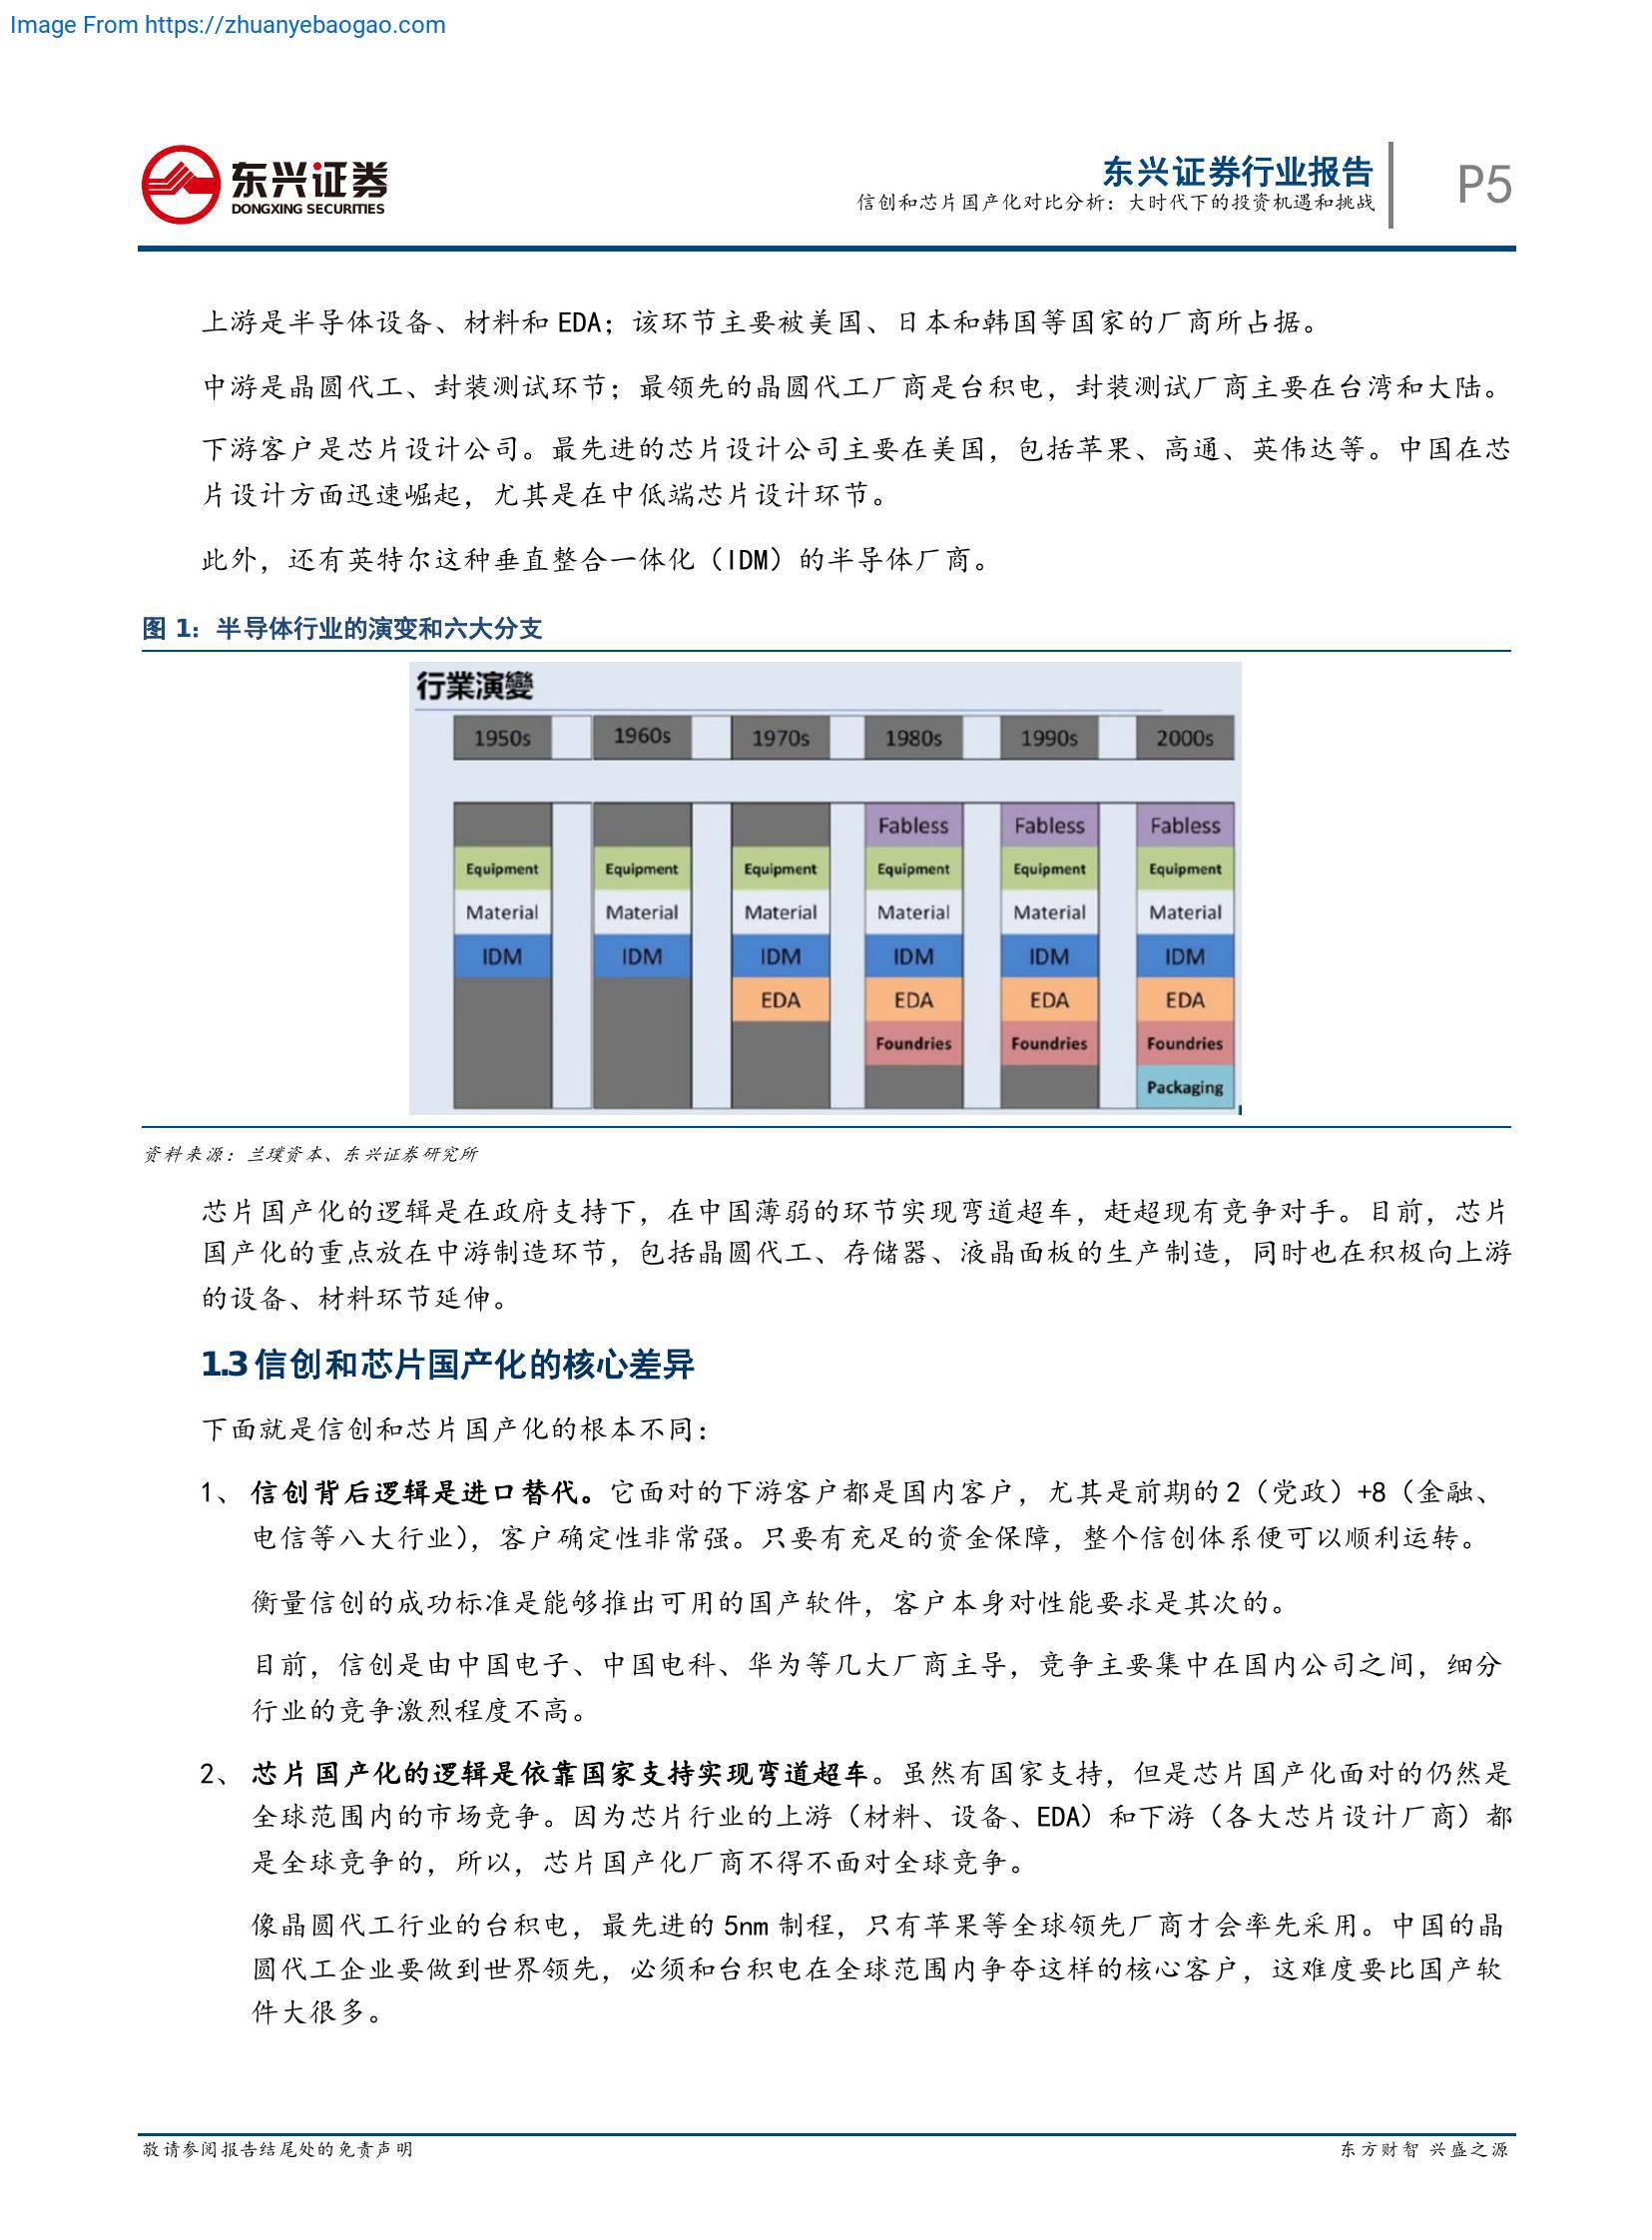 Image From https://zhuanyebaogao.com
东兴证券
DONGXING SECURITIES
东兴证券行业报告
信创和芯片国产化对比分析：大时代下的投资机遇和挑战
P5
上游是半导体设备、材料和 EDA；该环节主要被美国、日本和韩国等国家的厂商所占据。
中游是晶圆代工、封装测试环节；最领先的晶圆代工厂商是台积电，封装测试厂商主要在台湾和大陆。
下游客户是芯片设计公司。最先进的芯片设计公司主要在美国，包括苹果、高通、英伟达等。中国在芯
片设计方面迅速崛起，尤其是在中低端芯片设计环节。
此外，还有英特尔这种垂直整合一体化（IDM）的半导体厂商。
图 1：半导体行业的演变和六大分支
行業演變
1950s 1960s 1970s 1980s 1990s 2000s
Fabless Fabless Fabless
Equipment Equipment Equipment Equipment Equipment Equipment
Material Material Material Material Material Material
IDM IDM IDM IDM IDM IDM
EDA EDA EDA EDA
Foundries Foundries Foundries
Packaging
资料来源：兰璞资本、东兴证券研究所
芯片国产化的逻辑是在政府支持下，在中国薄弱的环节实现弯道超车，赶超现有竞争对手。目前，芯片
国产化的重点放在中游制造环节，包括晶圆代工、存储器、液晶面板的生产制造，同时也在积极向上游
的设备、材料环节延伸。
1.3 信创和芯片国产化的核心差异
下面就是信创和芯片国产化的根本不同：
1、 信创背后逻辑是进口替代。它面对的下游客户都是国内客户，尤其是前期的 2（党政）+8（金融、
电信等八大行业），客户确定性非常强。只要有充足的资金保障，整个信创体系便可以顺利运转。
衡量信创的成功标准是能够推出可用的国产软件，客户本身对性能要求是其次的。
目前，信创是由中国电子、中国电科、华为等几大厂商主导，竞争主要集中在国内公司之间，细分
行业的竞争激烈程度不高。
2、 芯片国产化的逻辑是依靠国家支持实现弯道超车。虽然有国家支持，但是芯片国产化面对的仍然是
全球范围内的市场竞争。因为芯片行业的上游（材料、设备、EDA）和下游（各大芯片设计厂商）都
是全球竞争的，所以，芯片国产化厂商不得不面对全球竞争。
像晶圆代工行业的台积电，最先进的 5nm 制程，只有苹果等全球领先厂商才会率先采用。中国的晶
圆代工企业要做到世界领先，必须和台积电在全球范围内争夺这样的核心客户，这难度要比国产软
件大很多。
敬请参阅报告结尾处的免责声明
东方财智 兴盛之源